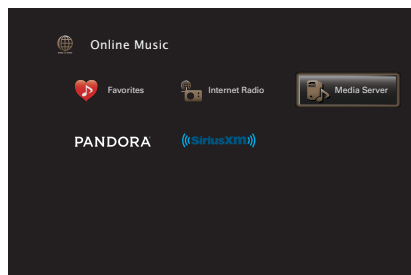 Online Music
Favorites Internet Radio Media Server
PANDORA SiriusXM